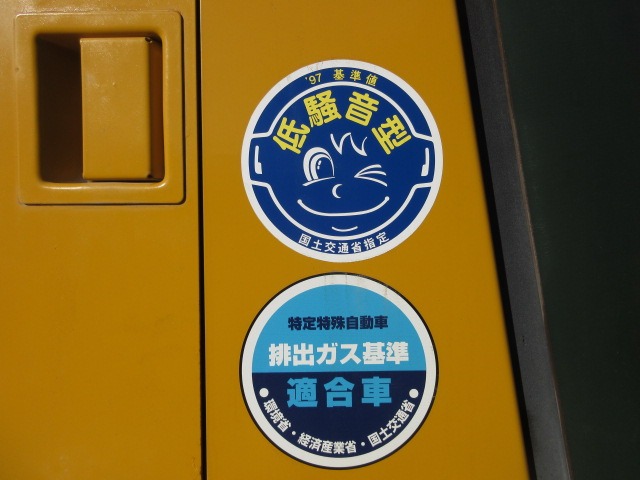 '97 基準値
低騒音型
国土交通省指定
特定特殊自動車
排出ガス基準
適合車
・環境省・経済産業省・国土交通省・